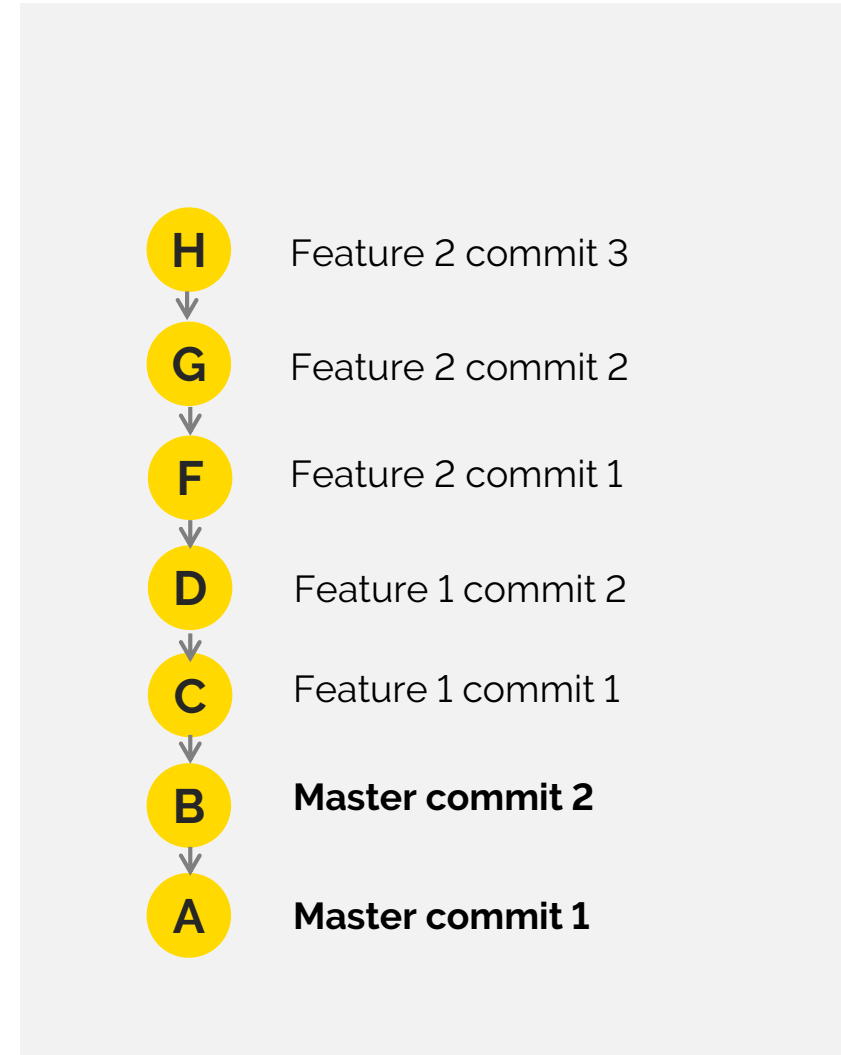 H Feature 2 commit 3
G Feature 2 commit 2
F Feature 2 commit 1
D Feature 1 commit 2
C Feature 1 commit 1
B Master commit 2
A Master commit 1